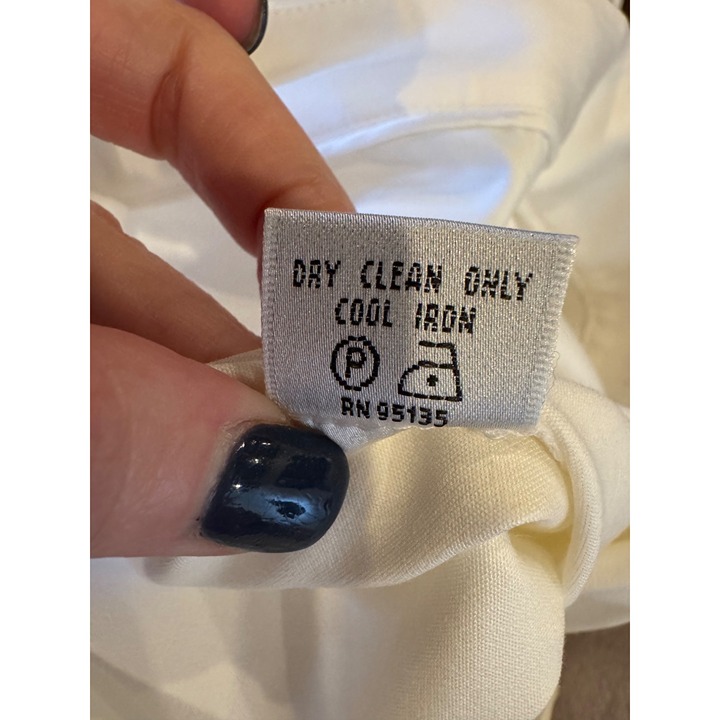 DRY CLEAN ONLY
COOL IRON
P
RN 95135